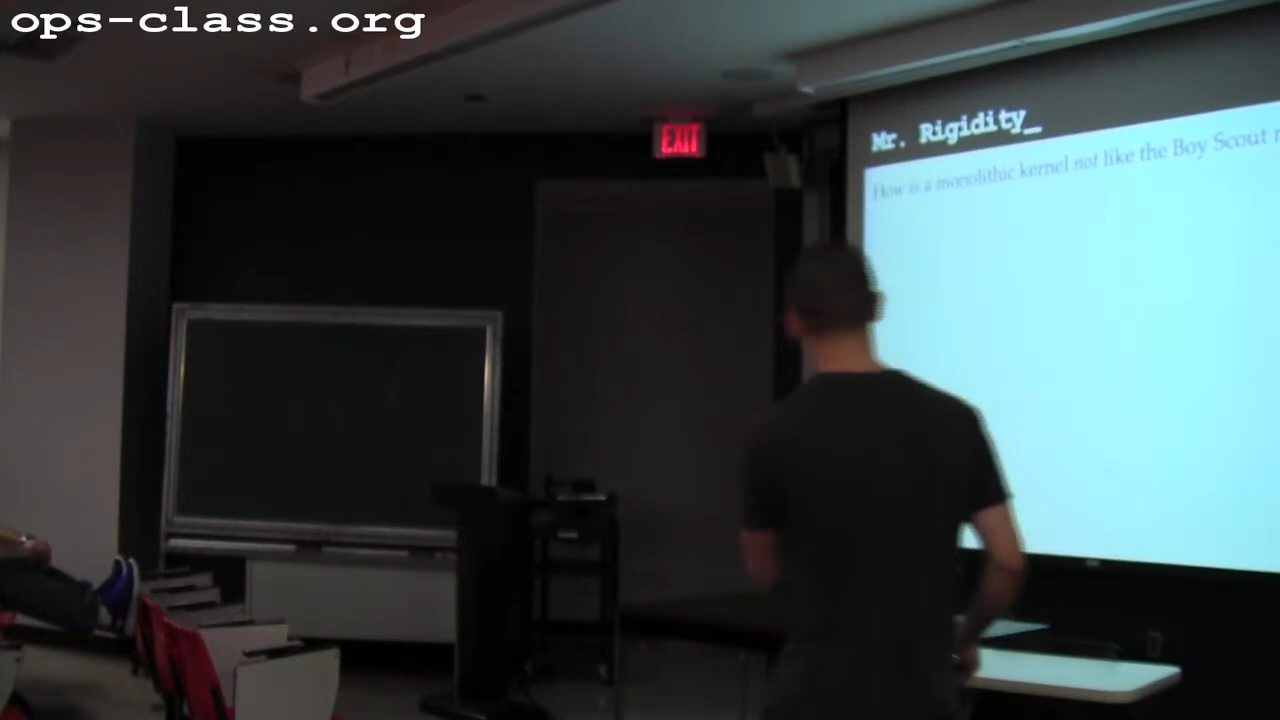 ops-class.org
EXIT
Mr. Rigidity_
How is a monolithic kernel not like the Boy Scout